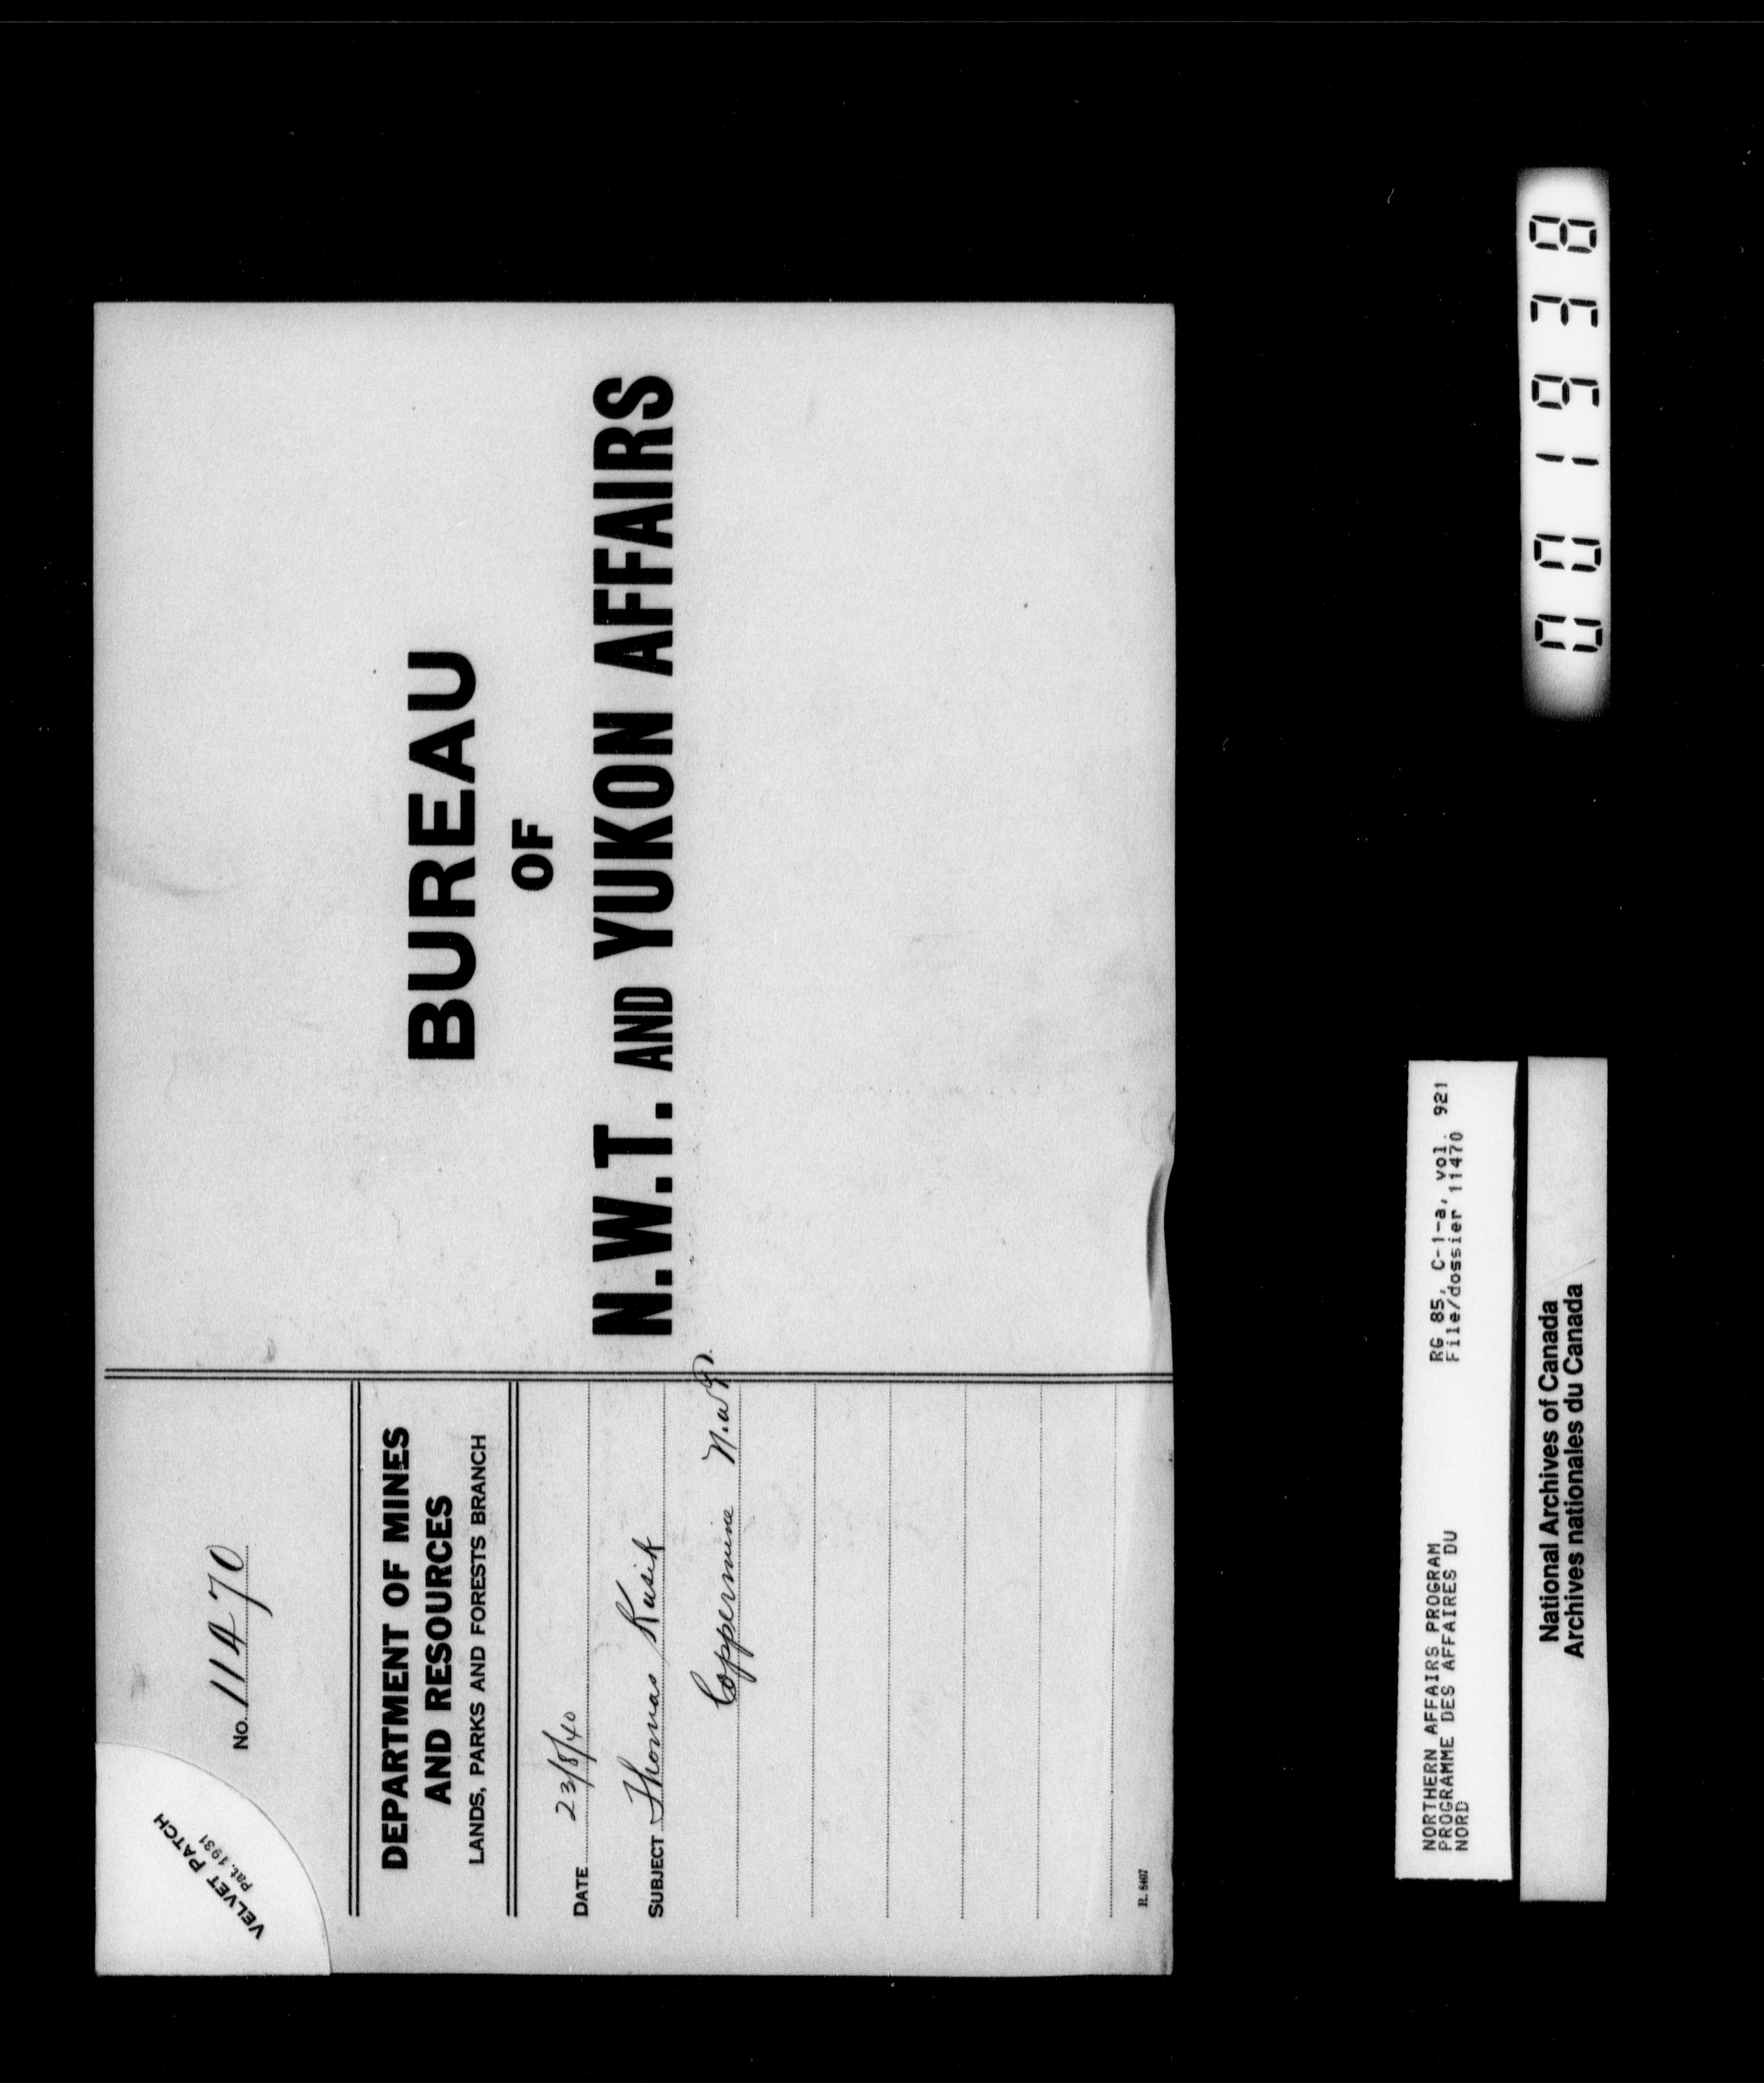 VELVET PATCH
Pat. 1931
No. 11470
DEPARTMENT OF MINES
AND RESOURCES
LANDS, PARKS AND FORESTS BRANCH
DATE 23/8/40
SUBJECT Thomas Kusik
Coppermine N.W.T.
R. 6407
BUREAU
OF
N.W.T. AND YUKON AFFAIRS
NORTHERN AFFAIRS PROGRAM
PROGRAMME DES AFFAIRES DU
NORD
RG 85, C-1-a, vol. 921
File/dossier 11470
National Archives of Canada
Archives nationales du Canada
001938